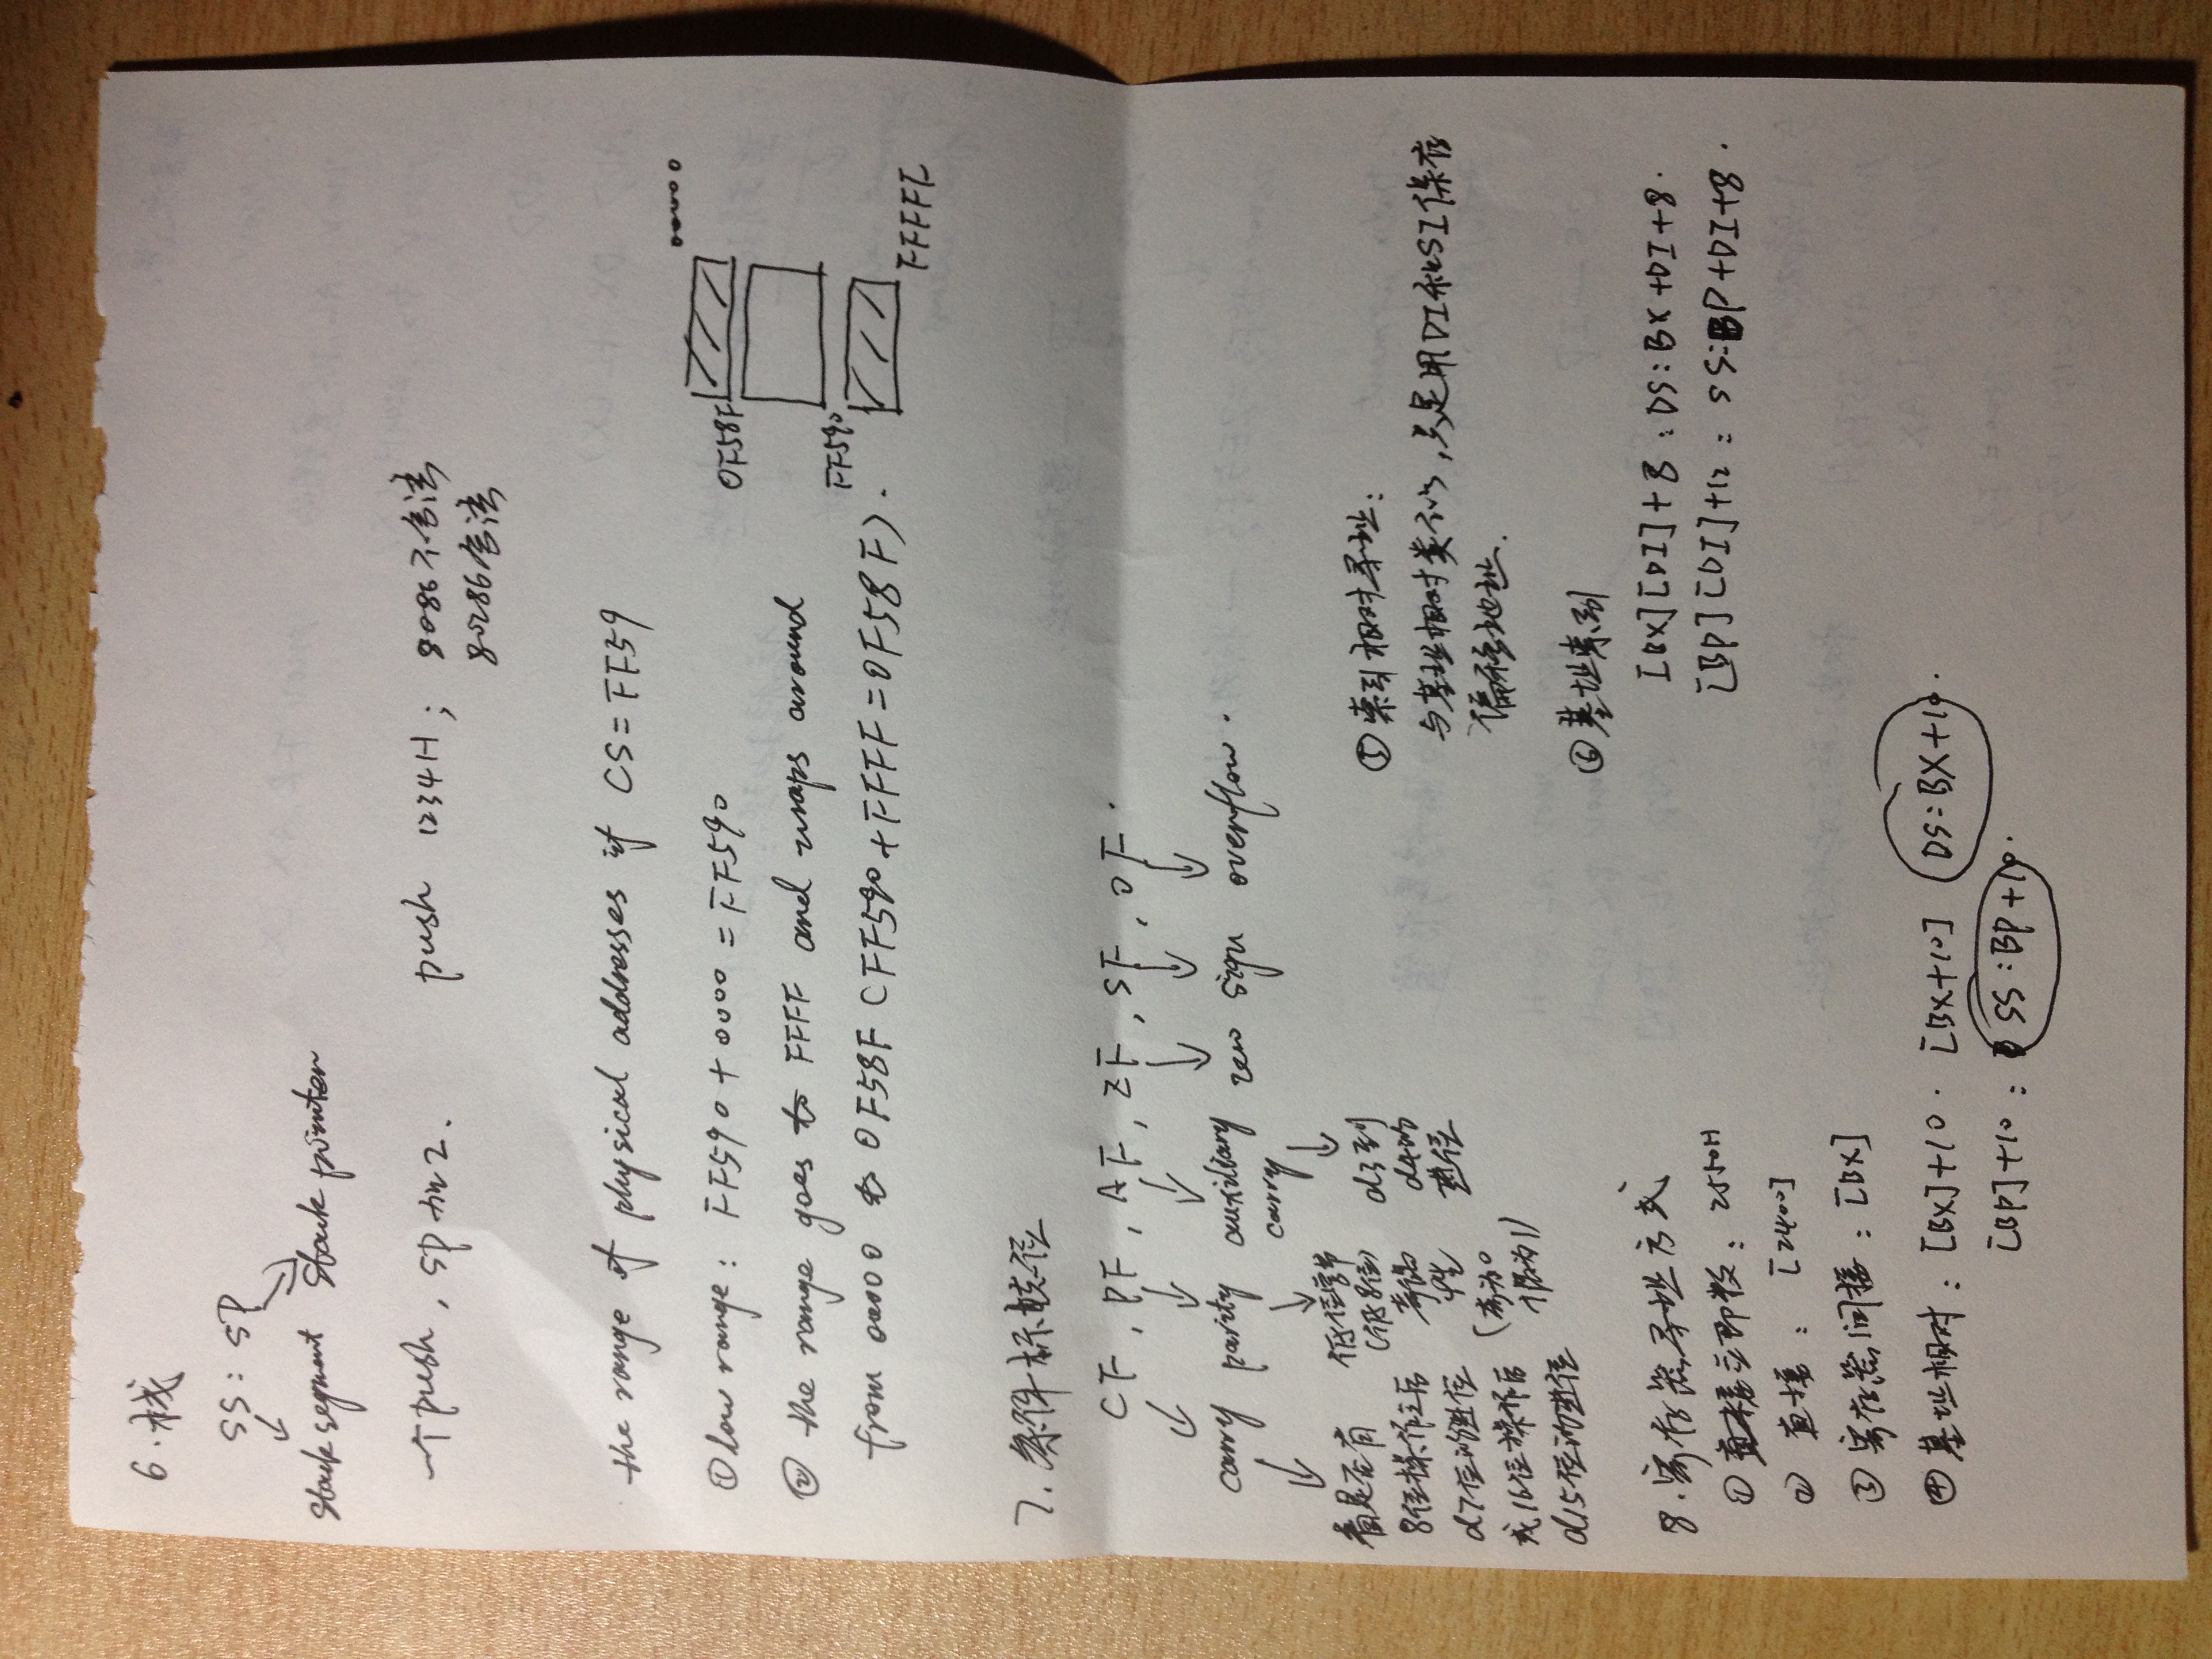 6.栈
SS: SP
Stack segment Stack pointer
一个push, SP加2. push 1234H; 8086不合法
80286合法
the range of physical addresses if CS=FF59
①low range: FF590+0000=FF590
② the range goes to FFFF and wraps around
from 00000 to 0F58F (FF590+FFFF=0F58F).
00000
0F58F
FF590
FFFFF
7.条件标志位
CF, PF, AF, ZF, SF, OF.
carry parity auxiliary zero sign overflow.
carry
看是否有
8位操作之后
d7位的进位
或16位操作后
d15位的进位
低位字节
(低8位)
奇偶
性
(奇为0
偶为1)
d3到
d4的
进位
8.寄存器寻址方式
①立即数: 2550H
② 直接: [2400]
③寄存器间接: [BX]
④基址相对: [BX]+10. [BX+10] DS:BX+10.
[BP]+10: SS:BP+10.
⑤索引相对寻址:
与基址相对类似,只是用DI和SI保存
偏移地址.
⑥基址索引
[BX][DI]+8: DS:BX+DI+8.
[BP][DI]+12: SS:BP+DI+8.